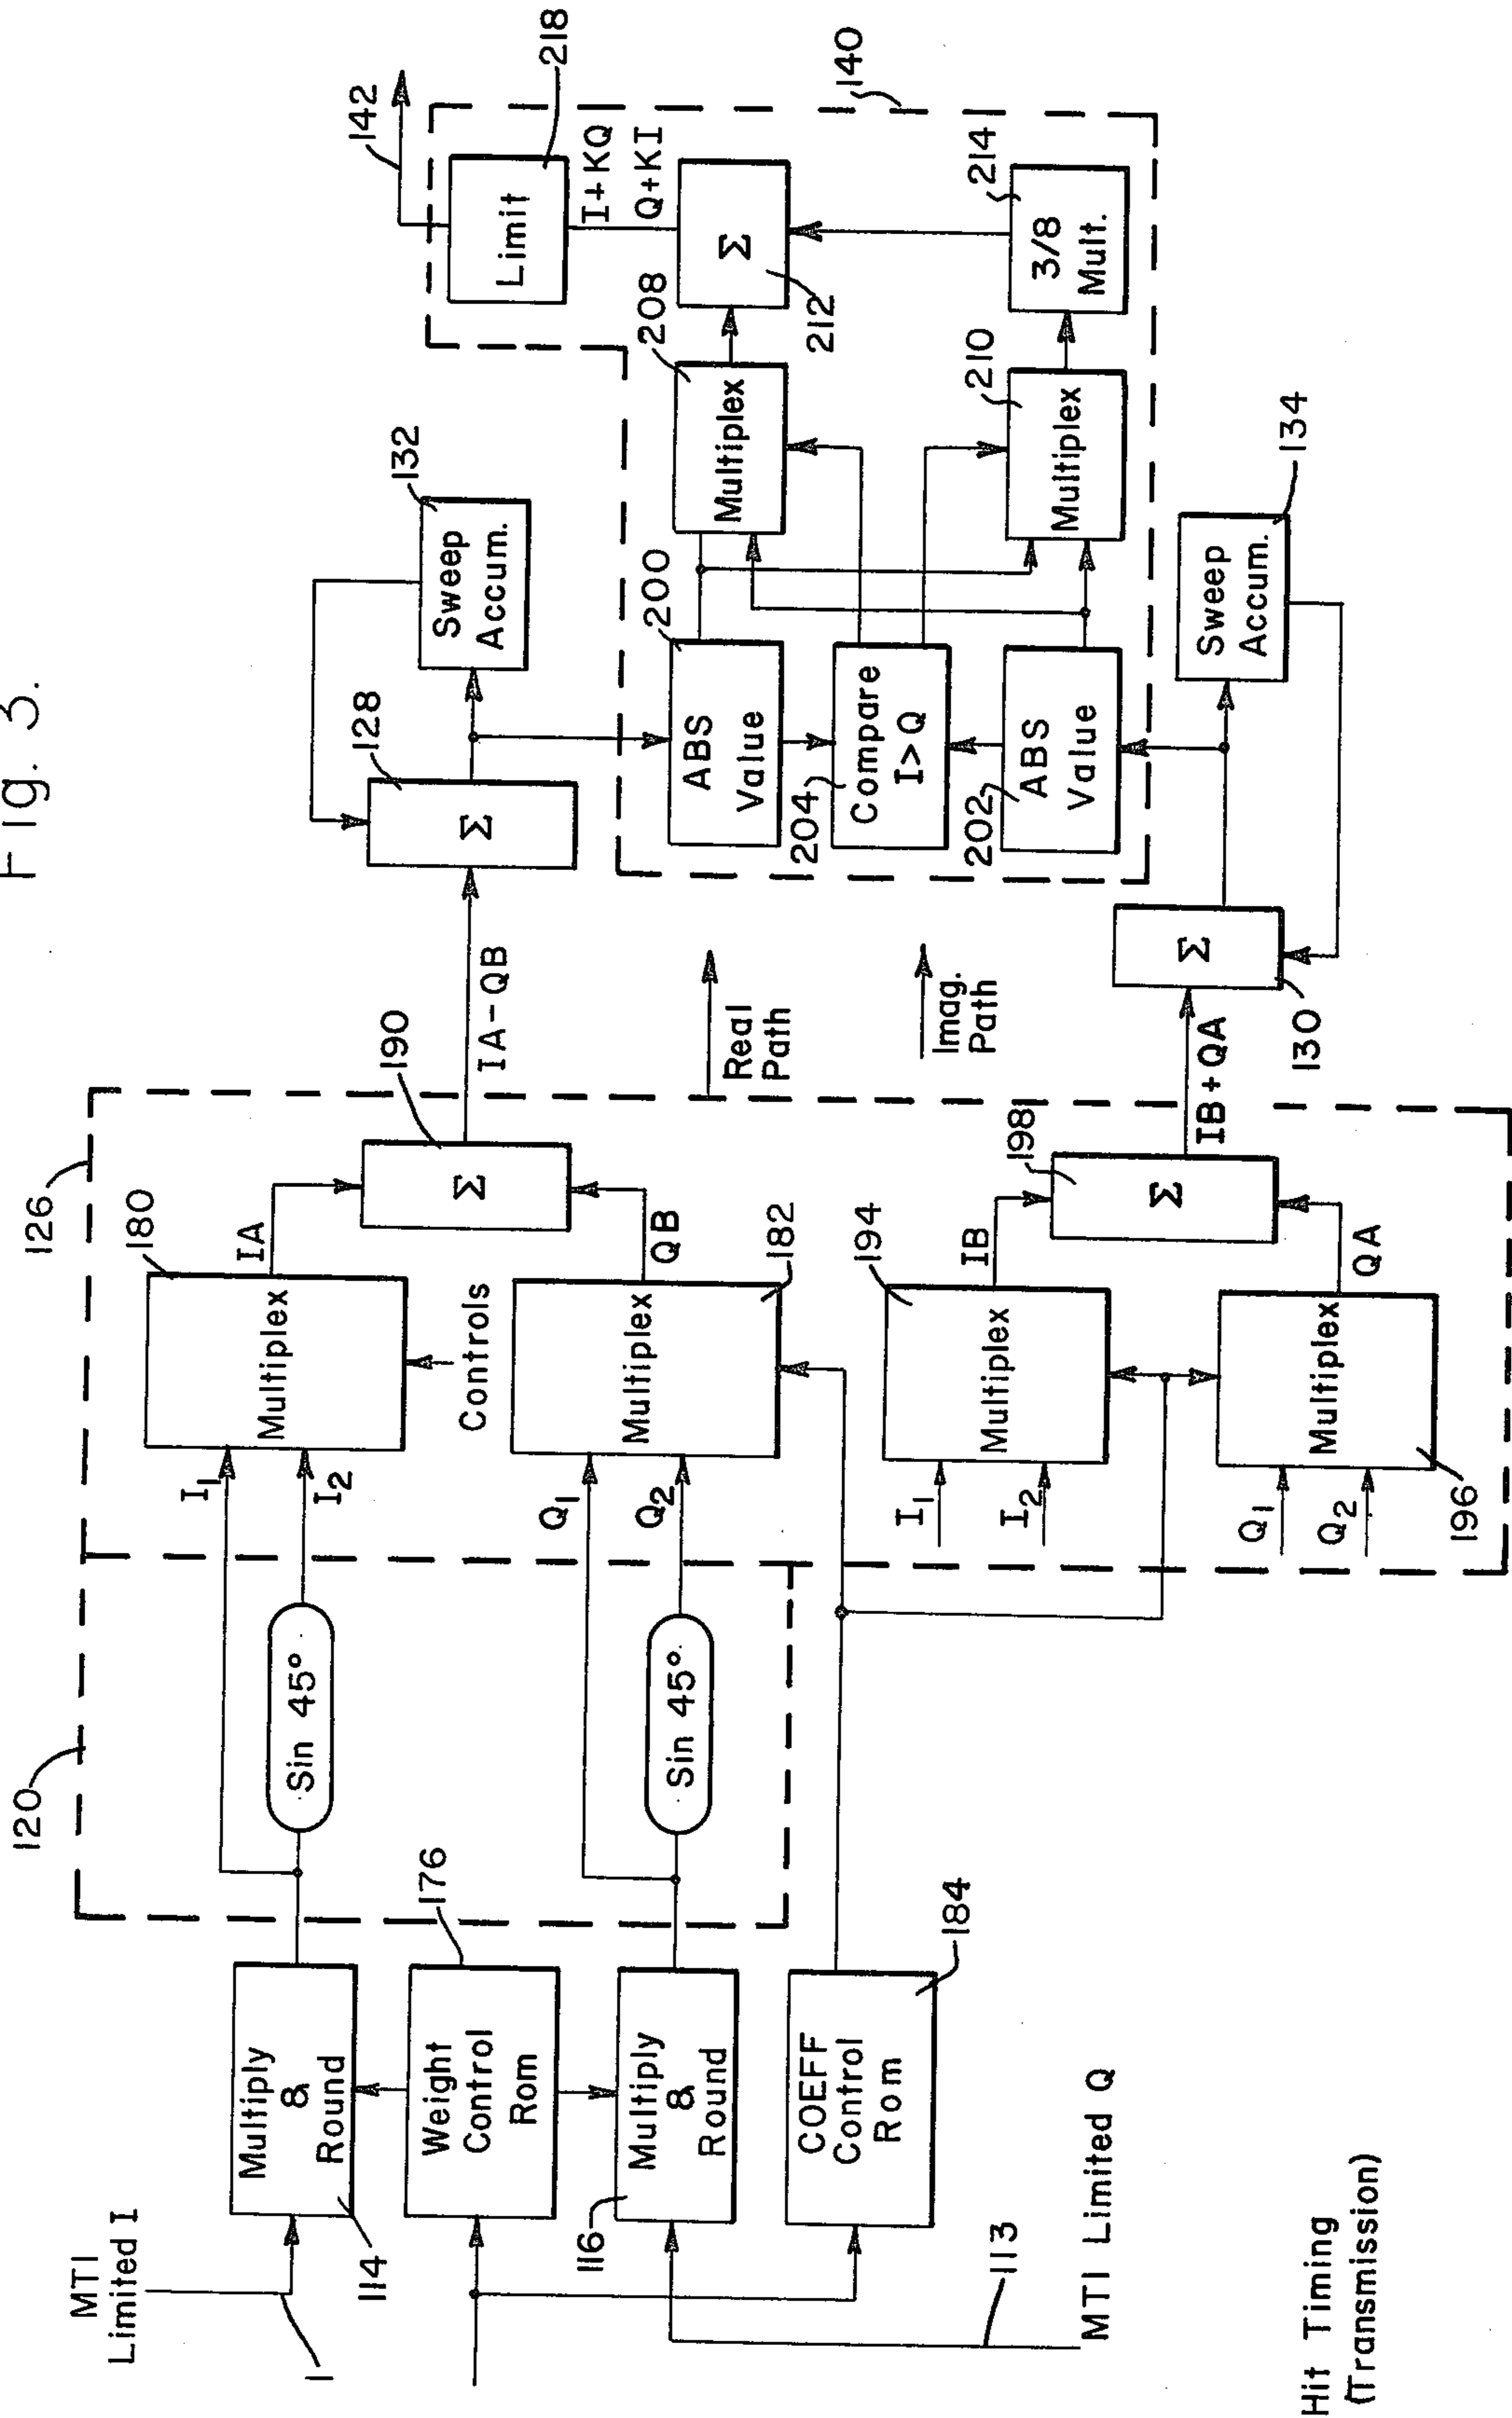 Fig. 3.
MTI
Limited I
1
114
Multiply
&
Round
176
Weight
Control
Rom
116
Multiply
&
Round
113
MTI Limited Q
184
COEFF
Control
Rom
Hit Timing
(Transmission)
120
Sin 45°
Sin 45°
126
I1
I2
180
Multiplex
IA
Controls
Q1
Q2
182
Multiplex
QB
190
Σ
IA-QB
I1
I2
194
Multiplex
IB
Q1
Q2
196
Multiplex
QA
198
Σ
IB+QA
Real
Path
Imag.
Path
128
Σ
132
Sweep
Accum.
130
Σ
134
Sweep
Accum.
140
200
ABS
Value
204
Compare
I>Q
202
ABS
Value
208
Multiplex
210
Multiplex
212
Σ
214
3/8
Mult.
I+KQ
Q+KI
218
Limit
142